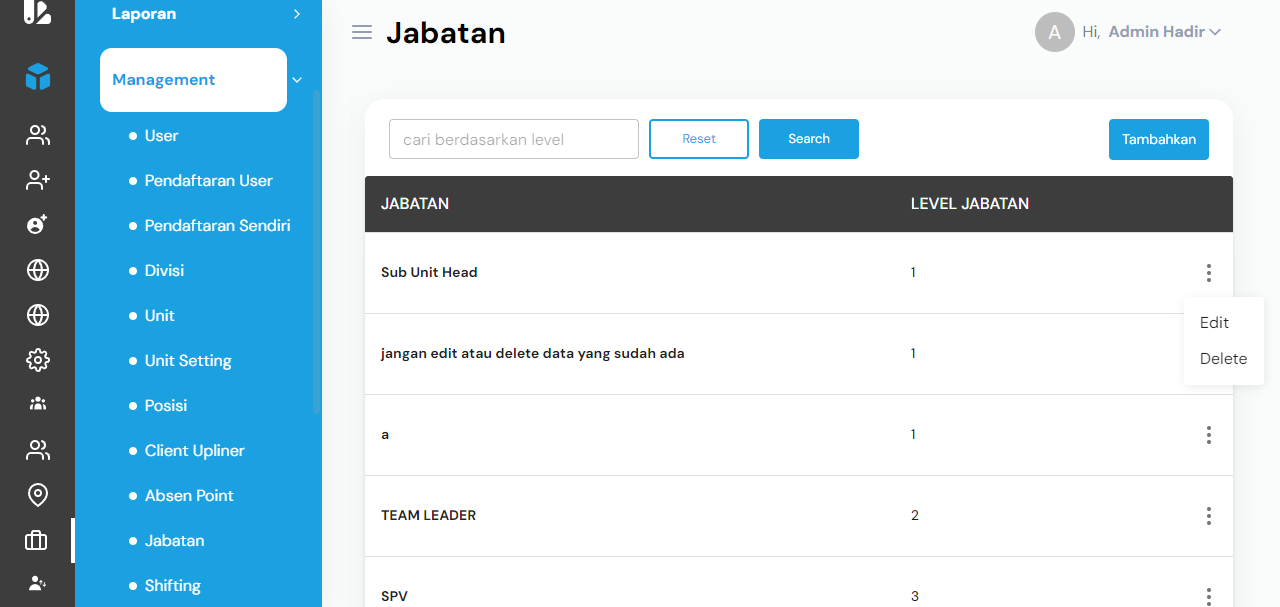 Laporan
Management
User
Pendaftaran User
Pendaftaran Sendiri
Divisi
Unit
Unit Setting
Posisi
Client Upliner
Absen Point
Jabatan
Shifting
Jabatan
A Hi, Admin Hadir
cari berdasarkan level Reset Search Tambahkan
JABATAN LEVEL JABATAN
Sub Unit Head 1
Edit
Delete
jangan edit atau delete data yang sudah ada 1
a 1
TEAM LEADER 2
SPV 3